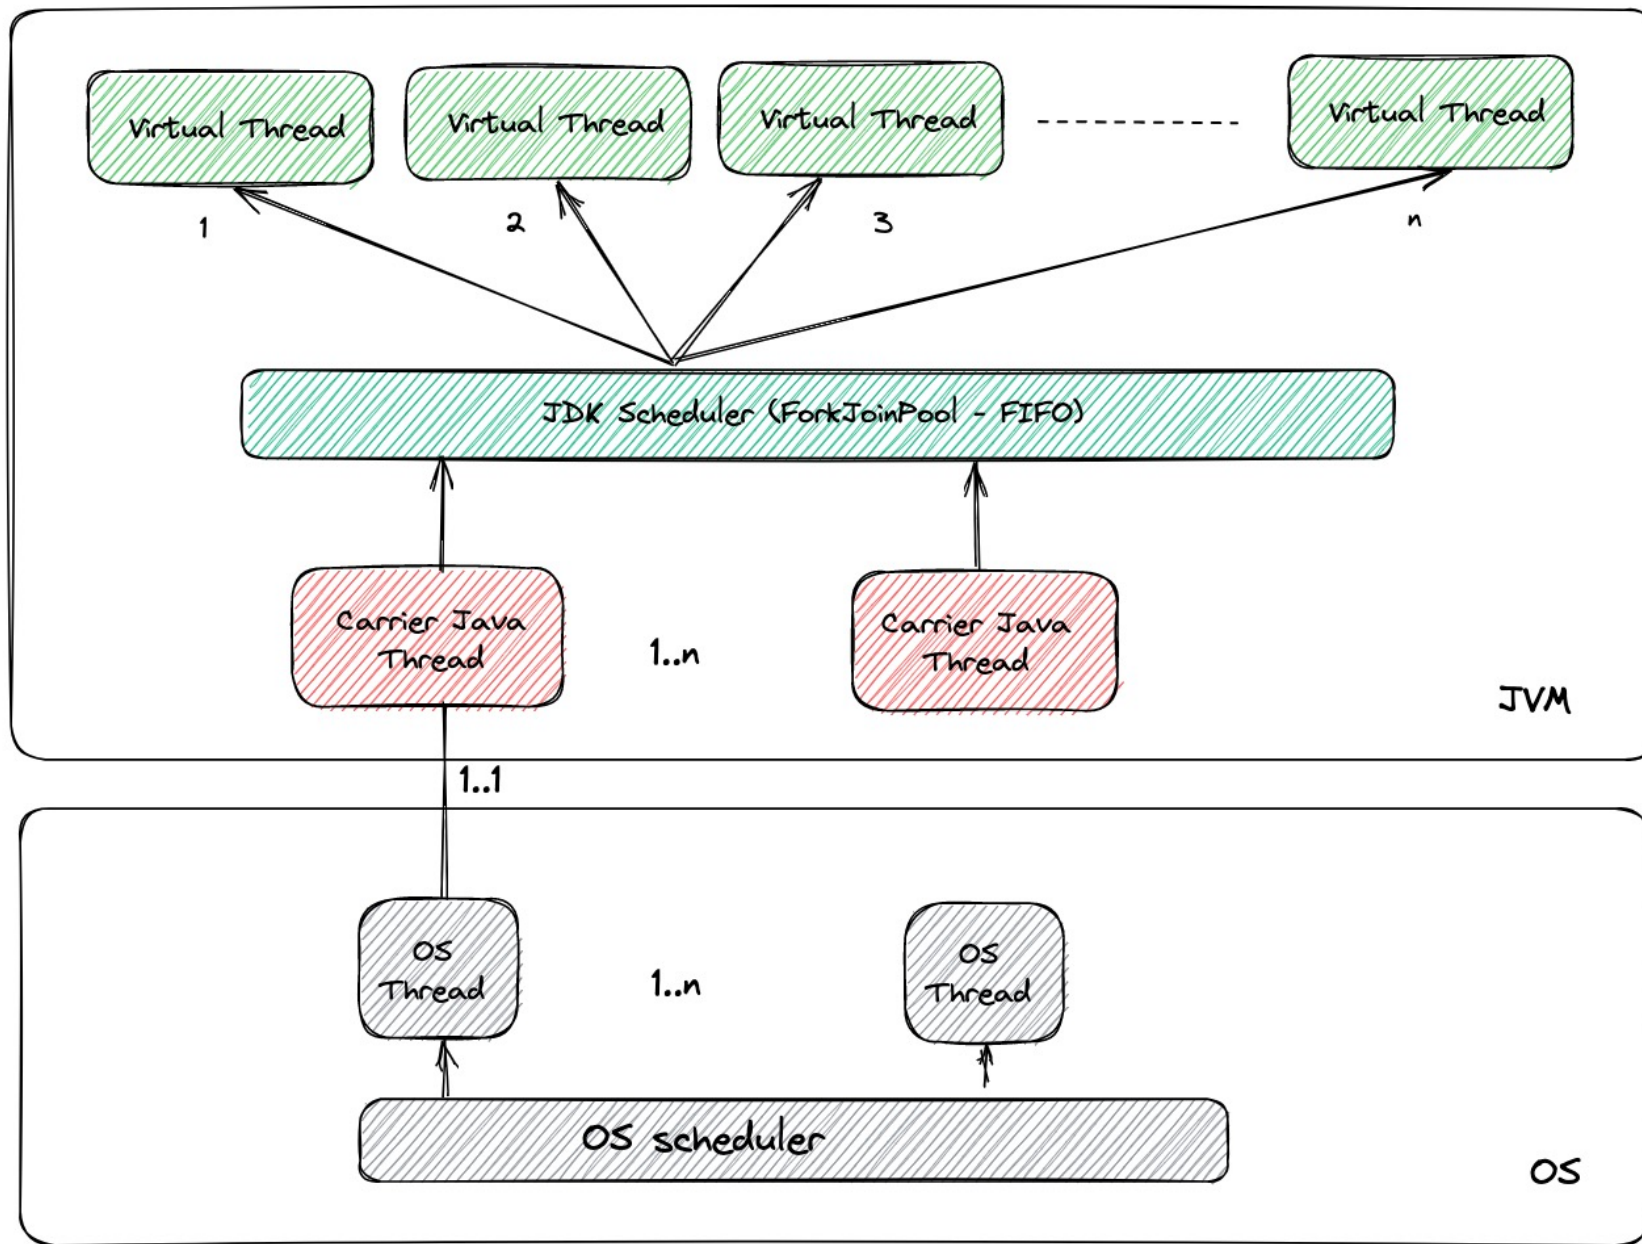 Virtual Thread
Virtual Thread
Virtual Thread
Virtual Thread
1
2
3
n
JDK Scheduler (ForkJoinPool - FIFO)
Carrier Java
Thread
1..n
Carrier Java
Thread
JVM
1..1
OS
Thread
1..n
OS
Thread
OS scheduler
OS